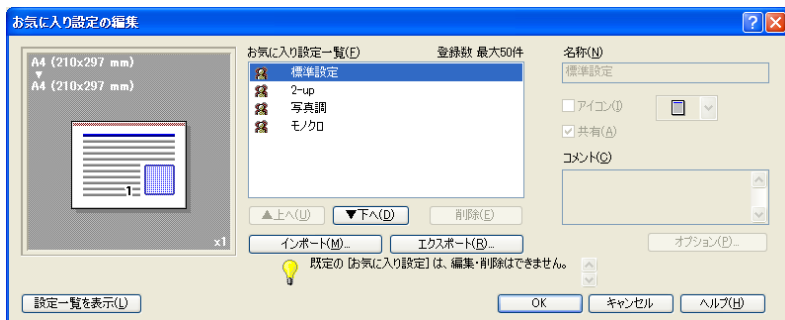 お気に入り設定の編集
A4 (210x297 mm)
A4 (210x297 mm)
1
x1
お気に入り設定一覧(F) 登録数 最大50件
標準設定
2-up
写真調
モノクロ
▲上へ(U) ▼下へ(D) 削除(E)
インポート(M)... エクスポート(R)...
既定の [お気に入り設定] は、編集・削除はできません。
名称(N)
標準設定
アイコン(I)
共有(A)
コメント(C)
オプション(P)...
設定一覧を表示(L) OK キャンセル ヘルプ(H)